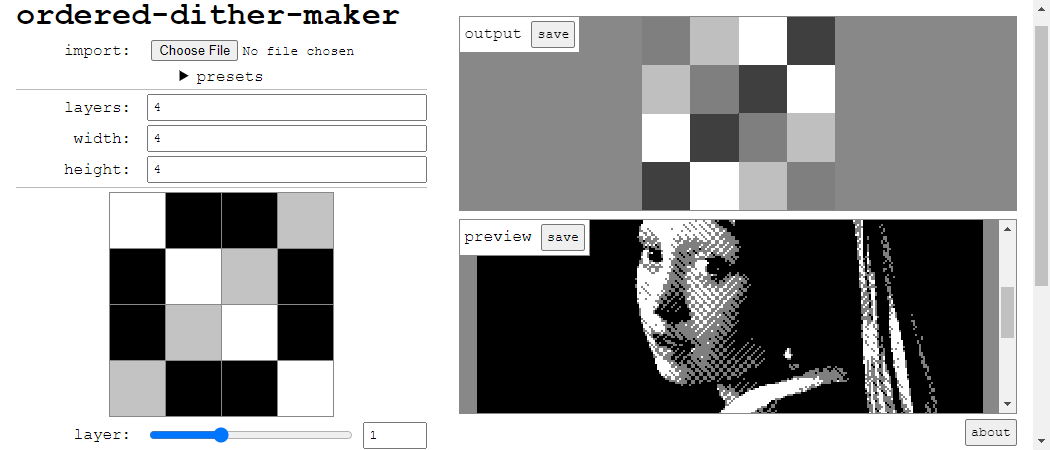 ordered-dither-maker
import: Choose File No file chosen
▶ presets
layers: 4
width: 4
height: 4
layer: 1
output save
preview save
about